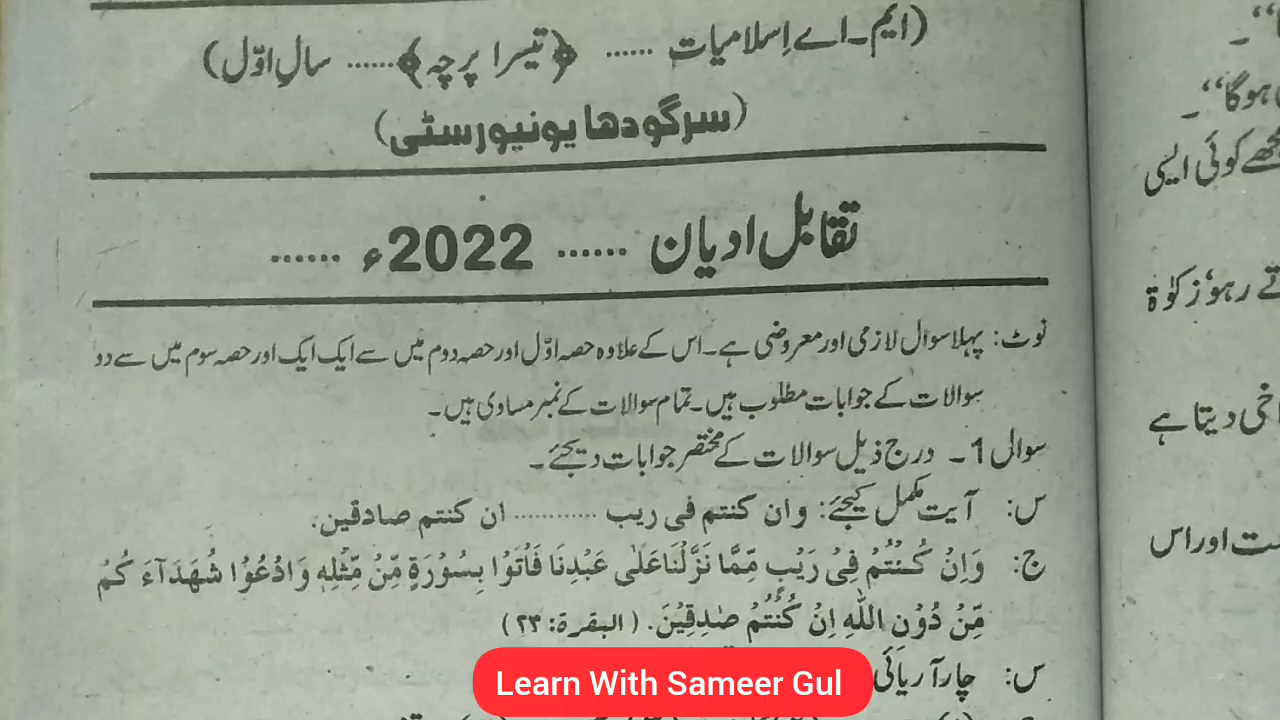 (ایم۔اے اِسلامیات ...... ﴿تیسرا پرچہ﴾...... سالِ اوّل)
(سرگودھا یونیورسٹی)
تقابل ادیان ...... 2022ء ......
نوٹ: پہلا سوال لازمی اور معروضی ہے۔ اس کے علاوہ حصہ اوّل اور حصہ دوم میں سے ایک ایک اور حصہ سوم میں سے دو
سوالات کے جوابات مطلوب ہیں۔ تمام سوالات کے نمبر مساوی ہیں۔
سوال 1۔ درج ذیل سوالات کے مختصر جوابات دیجئے۔
س: آیت مکمل کیجئے: وان کنتم فی ریب ............ ان کنتم صادقین.
ج: وَاِنْ كُنْتُمْ فِیْ رَیْبٍ مِّمَّا نَزَّلْنَا عَلٰی عَبْدِنَا فَاْتُوْا بِسُوْرَةٍ مِّنْ مِّثْلِهٖ وَادْعُوْا شُهَدَآءَ كُمْ
مِّنْ دُوْنِ اللّٰهِ اِنْ كُنْتُمْ صٰدِقِیْنَ. (البقرة: ۲۳)
س: چار آریائی
Learn With Sameer Gul
ہوگا‘‘۔
مجھے کوئی ایسی
تے رہو‘ زکوٰة
خی دیتا ہے
ست اور اس